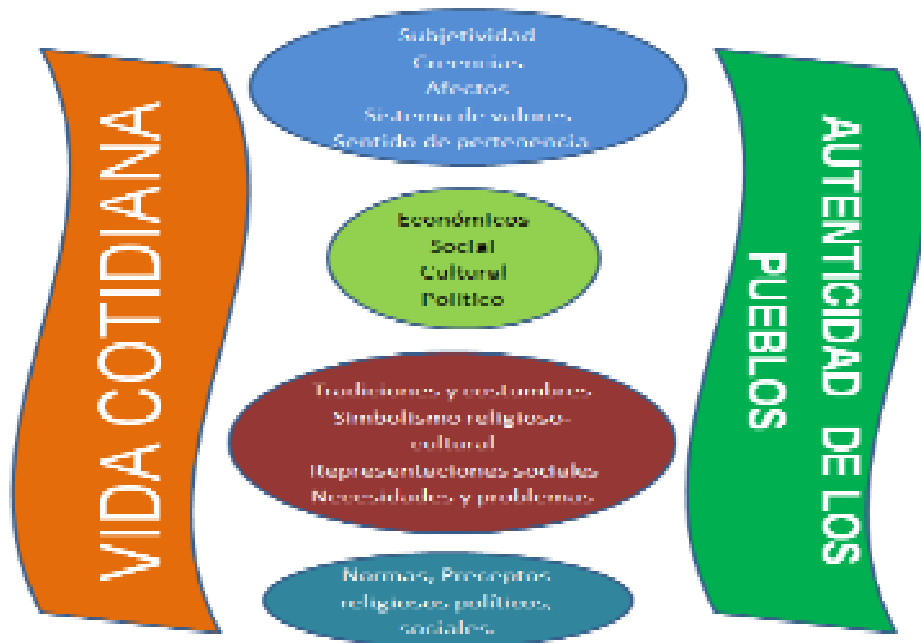 VIDA COTIDIANA
Subjetividad
Creencias
Afectos
Sistema de valores
Sentido de pertenencia
Económicos
Social
Cultural
Político
Tradiciones y costumbres
Simbolismo religioso-
cultural
Representaciones sociales
Necesidades y problemas
Normas, Preceptos
religiosos políticos,
sociales.
AUTENTICIDAD DE LOS
PUEBLOS